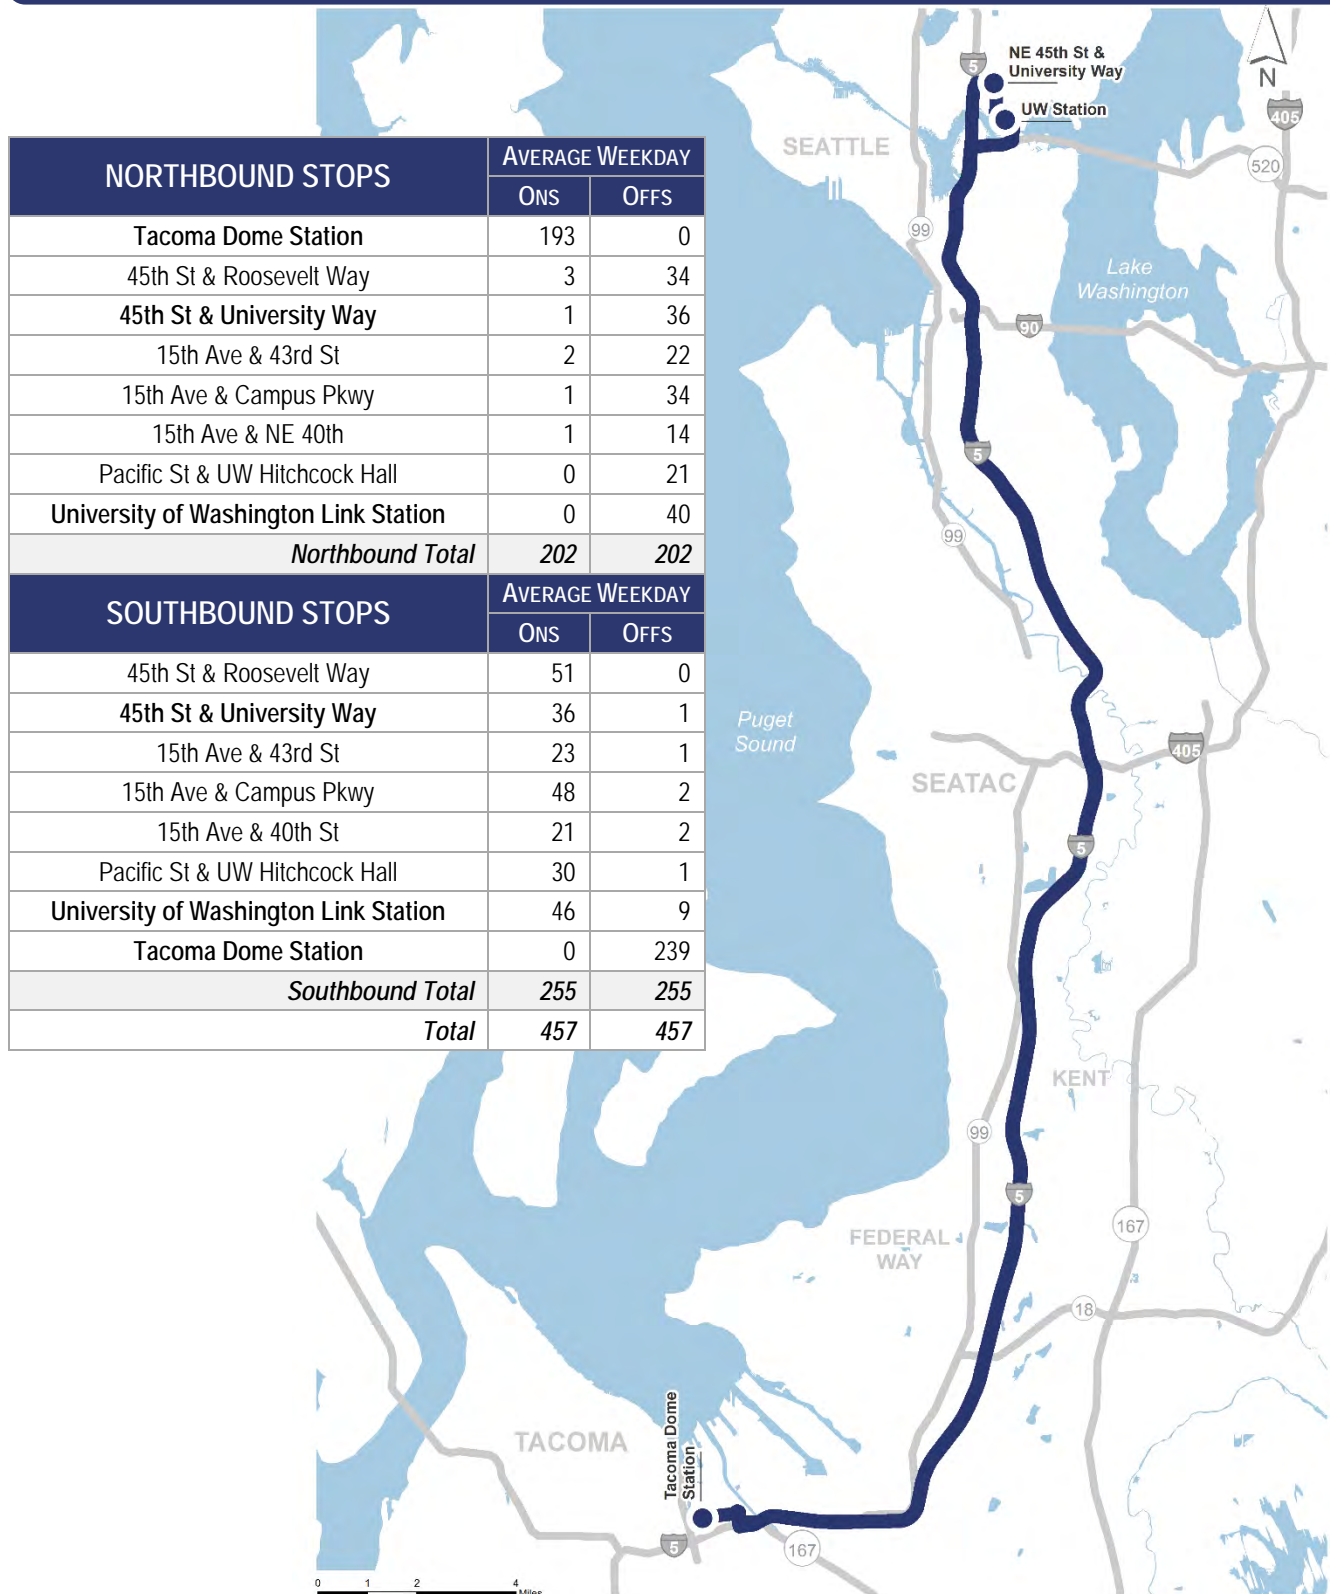 NORTHBOUND STOPS
AVERAGE WEEKDAY
ONS OFFS
Tacoma Dome Station 193 0
45th St & Roosevelt Way 3 34
45th St & University Way 1 36
15th Ave & 43rd St 2 22
15th Ave & Campus Pkwy 1 34
15th Ave & NE 40th 1 14
Pacific St & UW Hitchcock Hall 0 21
University of Washington Link Station 0 40
Northbound Total 202 202
SOUTHBOUND STOPS
AVERAGE WEEKDAY
ONS OFFS
45th St & Roosevelt Way 51 0
45th St & University Way 36 1
15th Ave & 43rd St 23 1
15th Ave & Campus Pkwy 48 2
15th Ave & 40th St 21 2
Pacific St & UW Hitchcock Hall 30 1
University of Washington Link Station 46 9
Tacoma Dome Station 0 239
Southbound Total 255 255
Total 457 457
5
NE 45th St &
University Way
UW Station
N
405
SEATTLE
520
99
Lake
Washington
90
5
99
Puget
Sound
405
SEATAC
5
KENT
99
5
167
FEDERAL
WAY
18
TACOMA
Tacoma Dome
Station
5
167
0 1 2 4
Miles